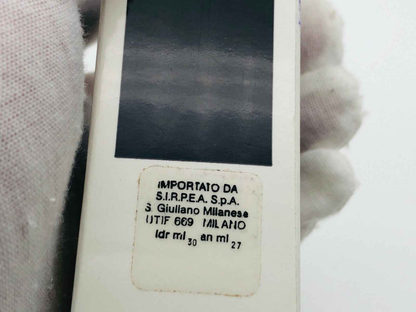 IMPORTATO DA
S.I.R.P.E.A. S.p.A.
S. Giuliano Milanese
UTIF 669 MILANO
Idr ml 30 an ml 27